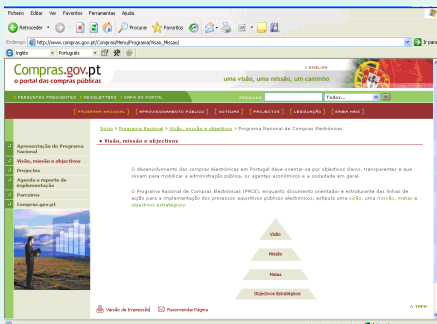 Ficheiro Editar Ver Favoritos Ferramentas Ajuda
Retroceder Procurar Favoritos
Endereço http://www.compras.gov.pt/Compras/Menu/Programa/Visao_Missao/ Ir para
Inglês Português
Compras.gov.pt
o portal das compras públicas
> ENGLISH
uma visão, uma missão, um caminho
PERGUNTAS FREQUENTES NEWSLETTERS MAPA DO PORTAL PESQUISAR Todos...
[PROGRAMA NACIONAL] [APROVISIONAMENTO PÚBLICO] [NOTÍCIAS] [PROJECTOS] [LEGISLAÇÃO] [SABER MAIS]
Início > Programa Nacional > Visão, missão e objectivos > Programa Nacional de Compras Electrónicas
Visão, missão e objectivos
Apresentação do Programa Nacional
Visão, missão e objectivos
Projectos
Agenda e reporte de implementação
Parceiros
Compras.gov.pt
O desenvolvimento das compras electrónicas em Portugal deve orientar-se por objectivos claros, transparentes e que
sirvam para mobilizar a administração pública, os agentes económicos e a sociedade em geral.
O Programa Nacional de Compras Electrónicas (PNCE), enquanto documento orientador e estruturante das linhas de
acção para a implementação dos processos aquisitivos públicos electrónicos, estipula uma visão, uma missão, metas e
objectivos estratégicos.
Visão
Missão
Metas
Objectivos Estratégicos
Versão de Impressão Recomendar Página
TOPO